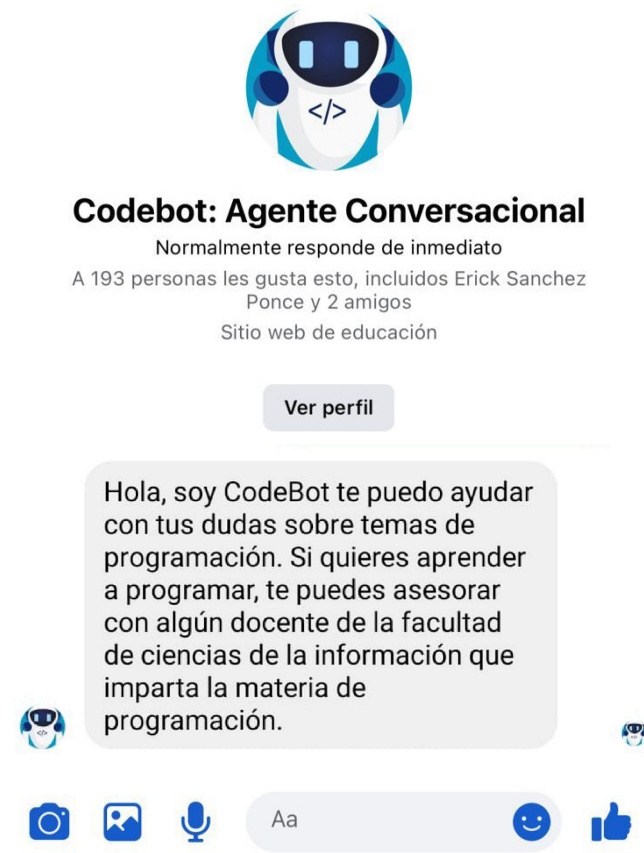 </>
Codebot: Agente Conversacional
Normalmente responde de inmediato
A 193 personas les gusta esto, incluidos Erick Sanchez
Ponce y 2 amigos
Sitio web de educación
Ver perfil
Hola, soy CodeBot te puedo ayudar
con tus dudas sobre temas de
programación. Si quieres aprender
a programar, te puedes asesorar
con algún docente de la facultad
de ciencias de la información que
imparta la materia de
programación.
Aa